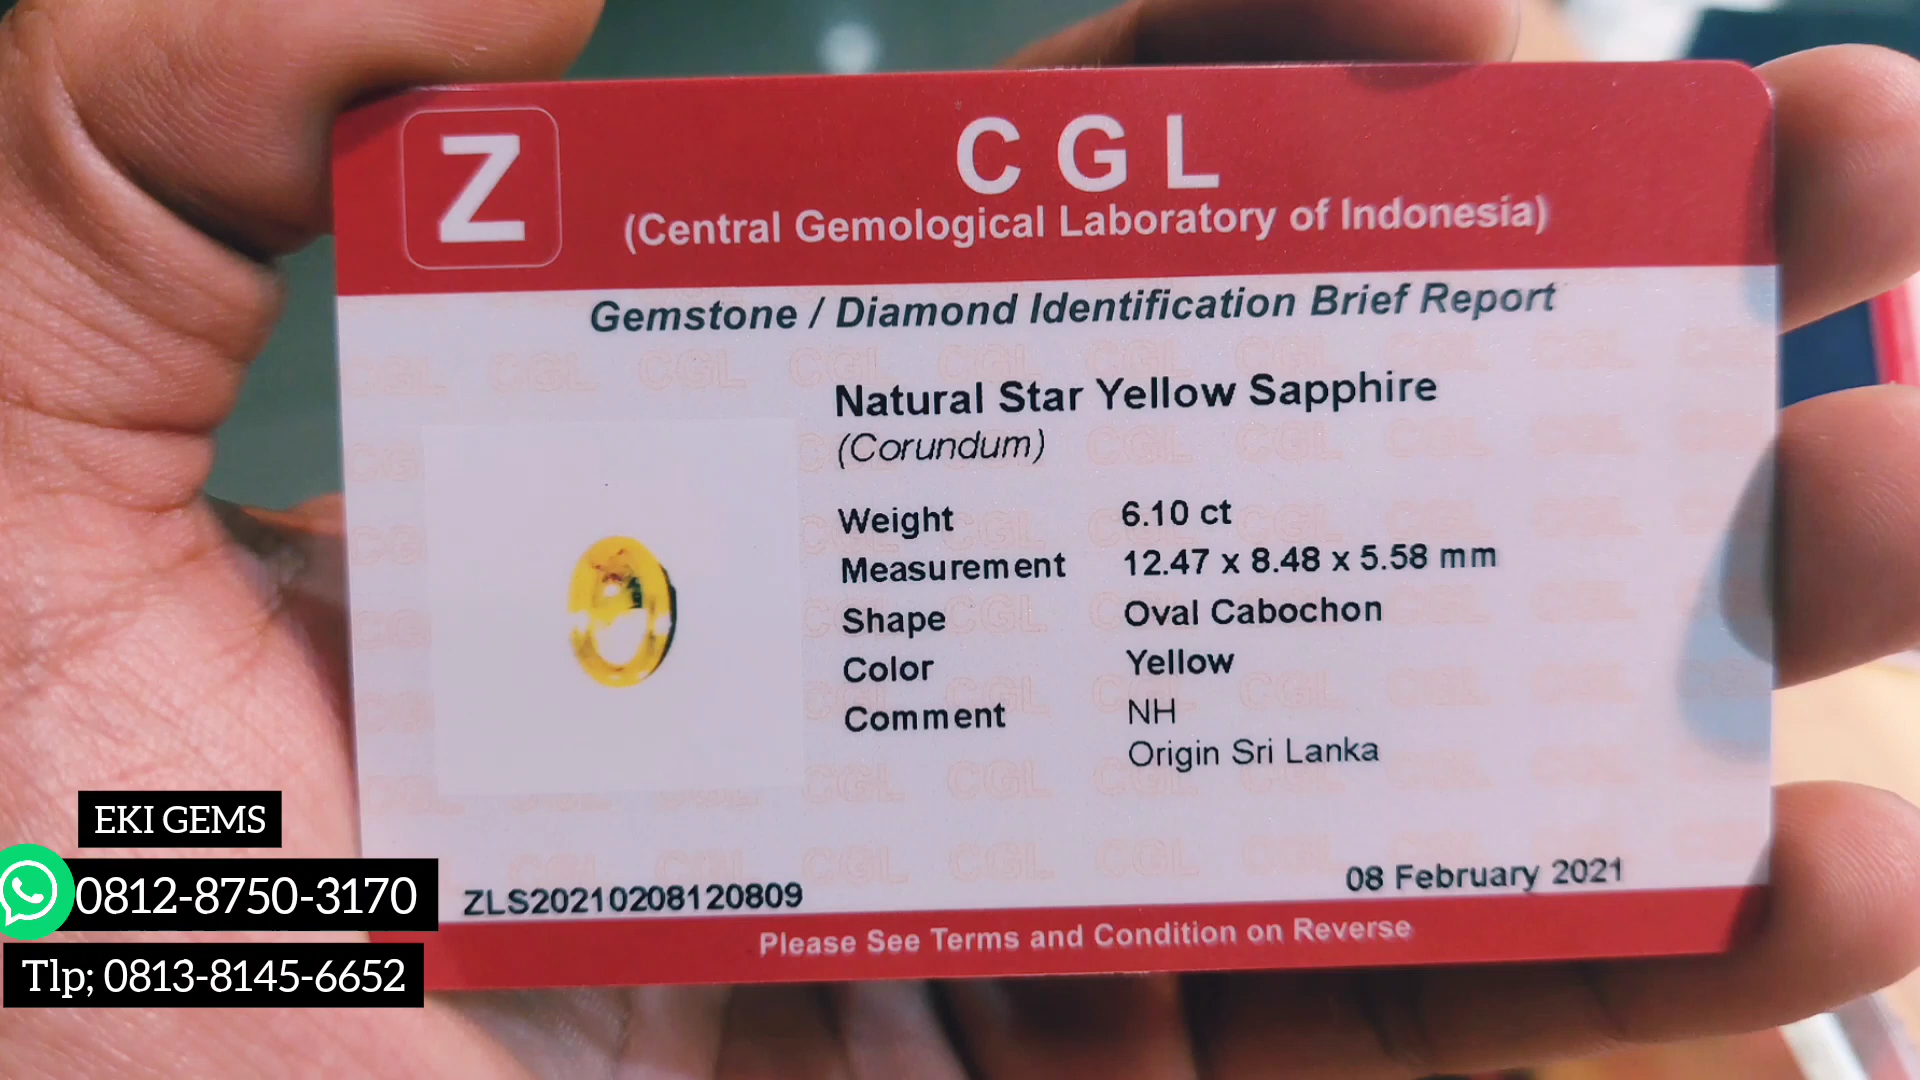 Z
C G L
(Central Gemological Laboratory of Indonesia)
Gemstone / Diamond Identification Brief Report
Natural Star Yellow Sapphire
(Corundum)
Weight 6.10 ct
Measurement 12.47 x 8.48 x 5.58 mm
Shape Oval Cabochon
Color Yellow
Comment NH
Origin Sri Lanka
ZLS20210208120809
08 February 2021
Please See Terms and Condition on Reverse
EKI GEMS
0812-8750-3170
Tlp; 0813-8145-6652